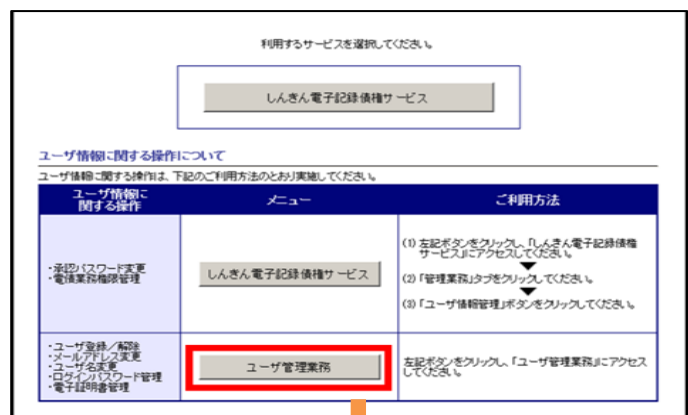 利用するサービスを選択してください。
しんきん電子記録債権サービス
ユーザ情報に関する操作について
ユーザ情報に関する操作は、下記のご利用方法のとおり実施してください。
ユーザ情報に
関する操作
メニュー
ご利用方法
・承認パスワード変更
・電債業務権限管理
しんきん電子記録債権サービス
(1) 左記ボタンをクリックし、「しんきん電子記録債権
サービス」にアクセスしてください。
(2)「管理業務」タブをクリックしてください。
(3)「ユーザ情報管理」ボタンをクリックしてください。
・ユーザ登録/解除
・メールアドレス変更
・ユーザ名変更
・ログインパスワード管理
・電子証明書管理
ユーザ管理業務
左記ボタンをクリックし、「ユーザ管理業務」にアクセス
してください。